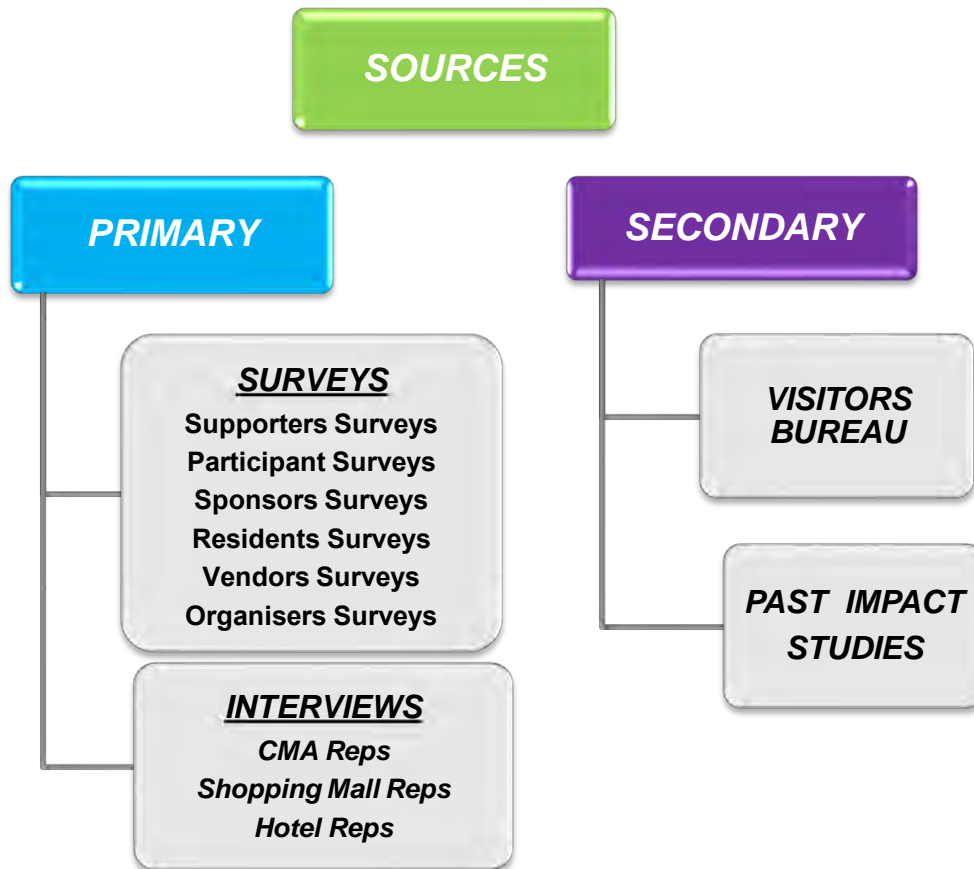 SOURCES
PRIMARY
SURVEYS
Supporters Surveys
Participant Surveys
Sponsors Surveys
Residents Surveys
Vendors Surveys
Organisers Surveys
INTERVIEWS
CMA Reps
Shopping Mall Reps
Hotel Reps
SECONDARY
VISITORS
BUREAU
PAST IMPACT
STUDIES